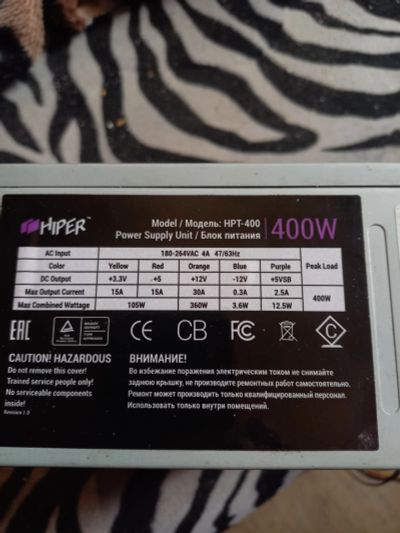 HIPER™
Model / Модель: HPT-400
Power Supply Unit / Блок питания
400W
AC Input 180-264VAC 4A 47/63Hz Peak Load
Color Yellow Red Orange Blue Purple
DC Output +3.3V +5 +12V -12V +5VSB
Max Output Current 15A 15A 30A 0.3A 2.5A 400W
Max Combined Wattage 105W 360W 3.6W 12.5W
EAC CE CB FC C
CAUTION! HAZARDOUS
Do not remove this cover!
Trained service people only!
No serviceable components
inside!
Revision 1.0
ВНИМАНИЕ!
Во избежание поражения электрическим током не снимайте
заднюю крышку, не производите ремонтных работ самостоятельно.
Ремонт может производить только квалифицированный персонал.
Использовать только внутри помещений.